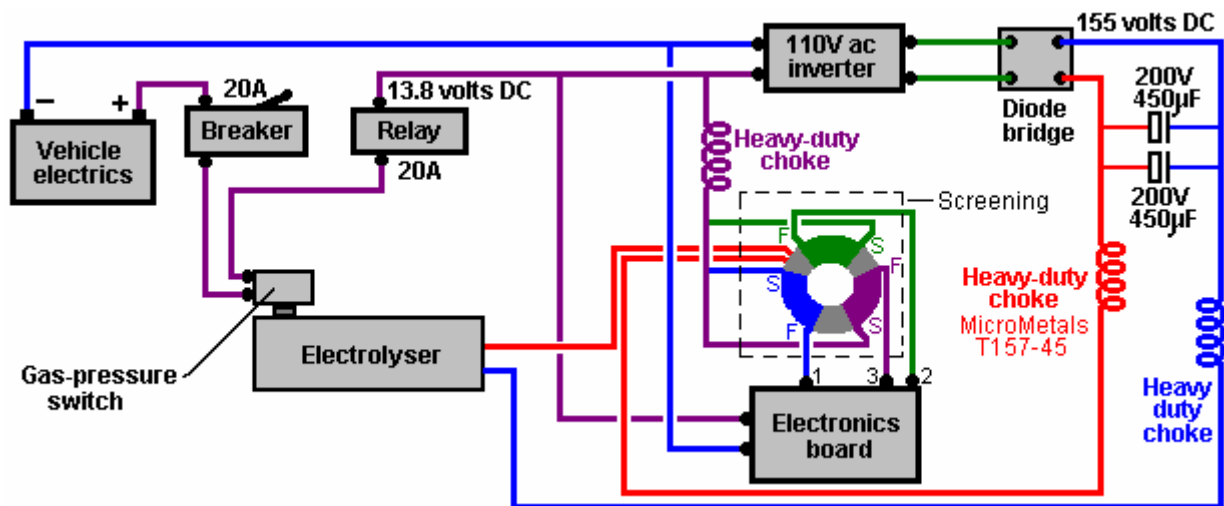 155 volts DC
110V ac
inverter
200V
450µF
Diode
bridge
20A
13.8 volts DC
– +
Breaker
Relay
Vehicle
electrics
Heavy-duty
choke
20A
200V
450µF
Screening
F
S
F
S
F
S
Heavy-duty
choke
MicroMetals
T157-45
Electrolyser
Gas-pressure
switch
1
3
2
Heavy
duty
choke
Electronics
board